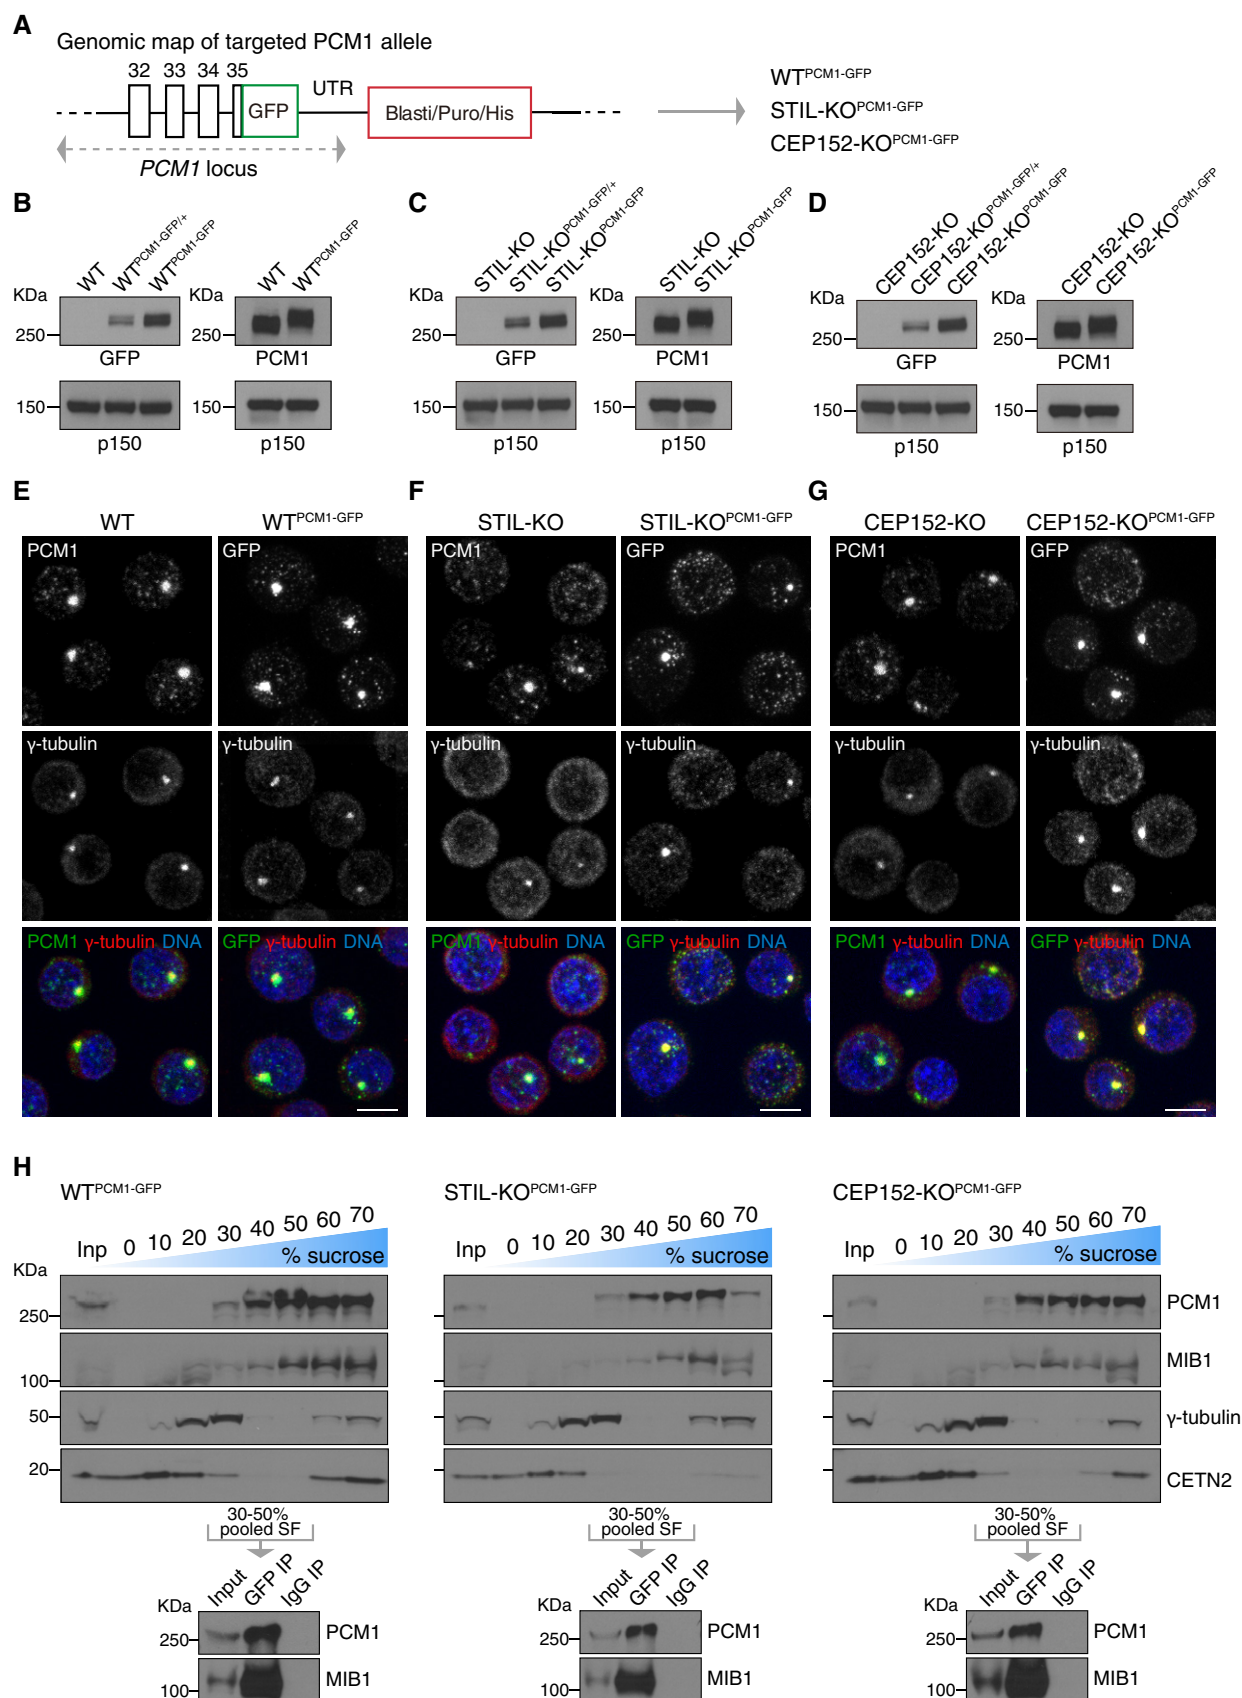 A
Genomic map of targeted PCM1 allele
32 33 34 35
GFP
UTR
Blasti/Puro/His
PCM1 locus
WTPCM1-GFP
STIL-KOPCM1-GFP
CEP152-KOPCM1-GFP
B
WT WTPCM1-GFP/+ WTPCM1-GFP
KDa
250
GFP
150
p150
WT WTPCM1-GFP
KDa
250
PCM1
150
p150
C
STIL-KO STIL-KOPCM1-GFP/+ STIL-KOPCM1-GFP
KDa
250
GFP
150
p150
STIL-KO STIL-KOPCM1-GFP
KDa
250
PCM1
150
p150
D
CEP152-KO CEP152-KOPCM1-GFP/+ CEP152-KOPCM1-GFP
KDa
250
GFP
150
p150
CEP152-KO CEP152-KOPCM1-GFP
KDa
250
PCM1
150
p150
E
WT WTPCM1-GFP
PCM1 GFP
γ-tubulin γ-tubulin
PCM1 γ-tubulin DNA GFP γ-tubulin DNA
F
STIL-KO STIL-KOPCM1-GFP
PCM1 GFP
γ-tubulin γ-tubulin
PCM1 γ-tubulin DNA GFP γ-tubulin DNA
G
CEP152-KO CEP152-KOPCM1-GFP
PCM1 GFP
γ-tubulin γ-tubulin
PCM1 γ-tubulin DNA GFP γ-tubulin DNA
H
WTPCM1-GFP
Inp 0 10 20 30 40 50 60 70
% sucrose
KDa
250
100
50
20
30-50%
pooled SF
Input GFP IP IgG IP
KDa
250 PCM1
100 MIB1
STIL-KOPCM1-GFP
Inp 0 10 20 30 40 50 60 70
% sucrose
30-50%
pooled SF
Input GFP IP IgG IP
KDa
250 PCM1
100 MIB1
CEP152-KOPCM1-GFP
Inp 0 10 20 30 40 50 60 70
% sucrose
PCM1
MIB1
γ-tubulin
CETN2
30-50%
pooled SF
Input GFP IP IgG IP
KDa
250 PCM1
100 MIB1